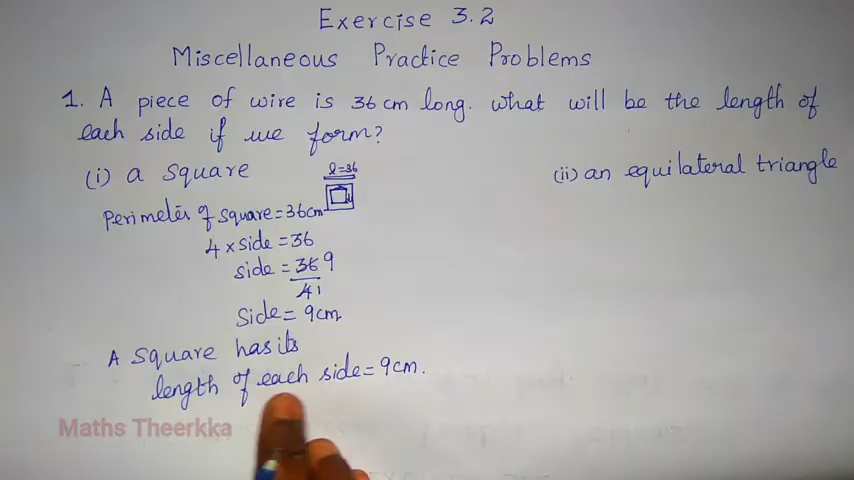 Exercise 3.2
Miscellaneous Practice Problems
1. A piece of wire is 36cm long. what will be the length of
each side if we form?
(i) a square
l=36
(ii) an equilateral triangle
Perimeter of square=36cm
4 x side = 36
side = 36 9
4 1
Side = 9cm
A square has its
length of each side = 9cm.
Maths Theerkka